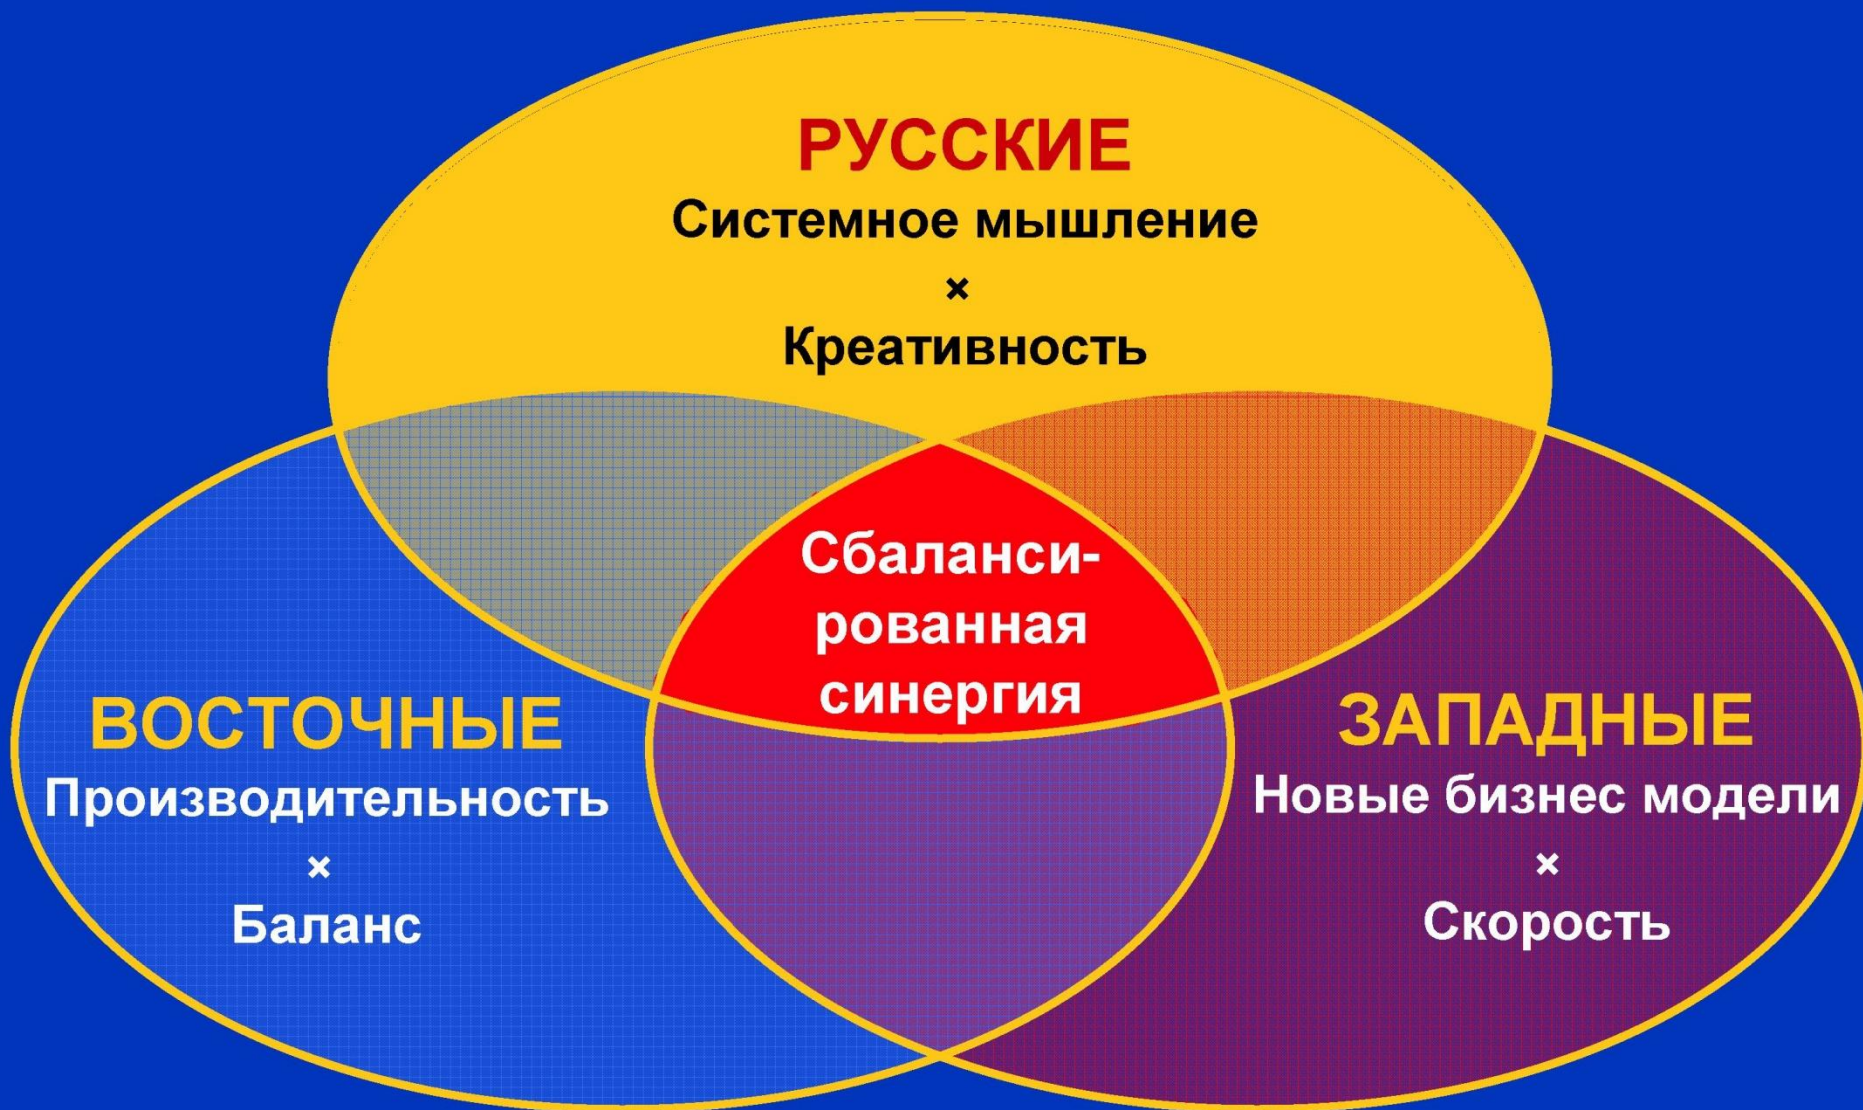 РУССКИЕ
Системное мышление
×
Креативность
Сбаланси-
рованная
синергия
ВОСТОЧНЫЕ
Производительность
×
Баланс
ЗАПАДНЫЕ
Новые бизнес модели
×
Скорость